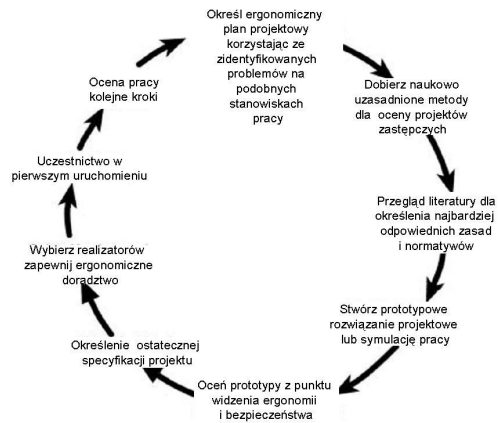 Określ ergonomiczny
plan projektowy
korzystając ze
zidentyfikowanych
problemów na
podobnych
stanowiskach
pracy
Dobierz naukowo
uzasadnione metody
dla oceny projektów
zastępczych
Przegląd literatury dla
określenia najbardziej
odpowiednich zasad
i normatywów
Stwórz prototypowe
rozwiązanie projektowe
lub symulację pracy
Oceń prototypy z punktu
widzenia ergonomii
i bezpieczeństwa
Określenie ostatecznej
specyfikacji projektu
Wybierz realizatorów
zapewnij ergonomiczne
doradztwo
Uczestnictwo w
pierwszym uruchomieniu
Ocena pracy
kolejne kroki